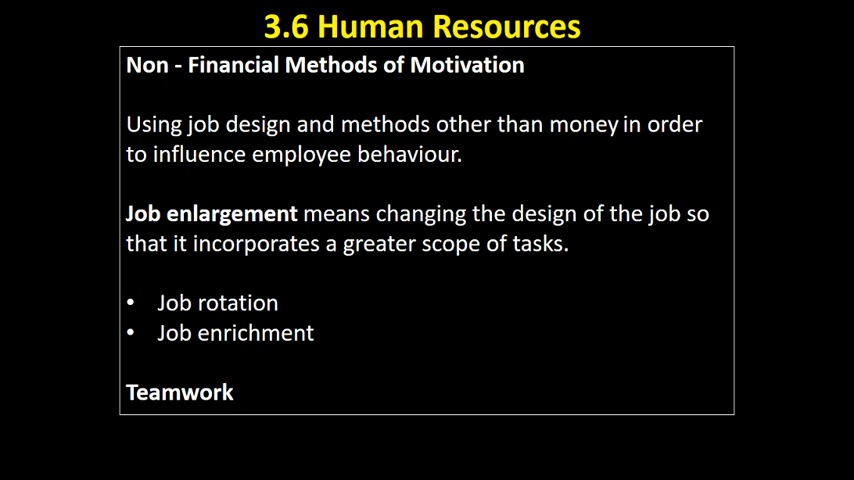 3.6 Human Resources
Non - Financial Methods of Motivation
Using job design and methods other than money in order
to influence employee behaviour.
Job enlargement means changing the design of the job so
that it incorporates a greater scope of tasks.
• Job rotation
• Job enrichment
Teamwork